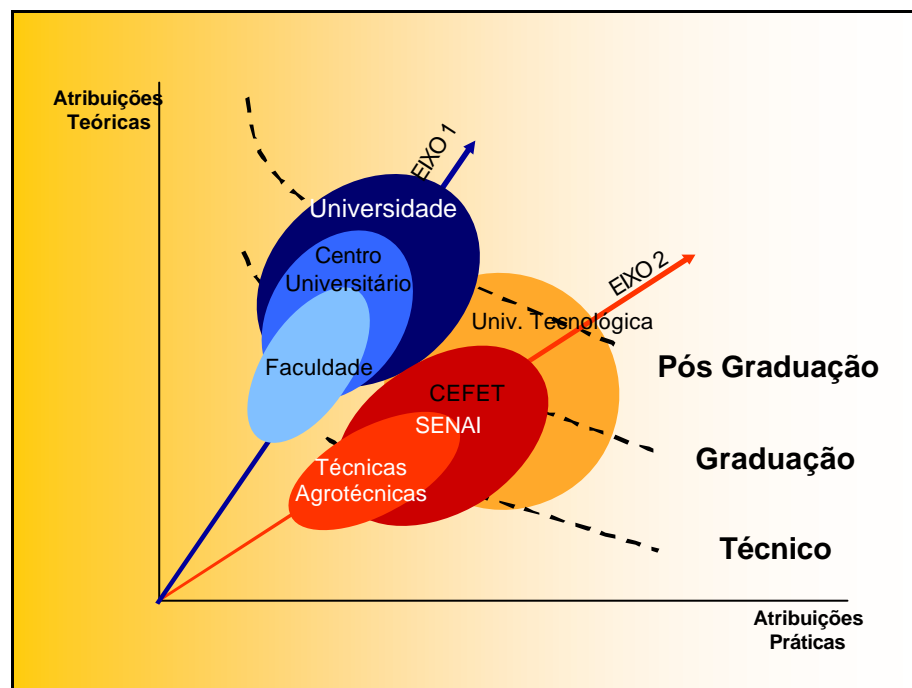 Atribuições
Teóricas
EIXO 1
Universidade
Centro
Universitário
Faculdade
EIXO 2
Univ. Tecnológica
CEFET
SENAI
Técnicas
Agrotécnicas
Pós Graduação
Graduação
Técnico
Atribuições
Práticas